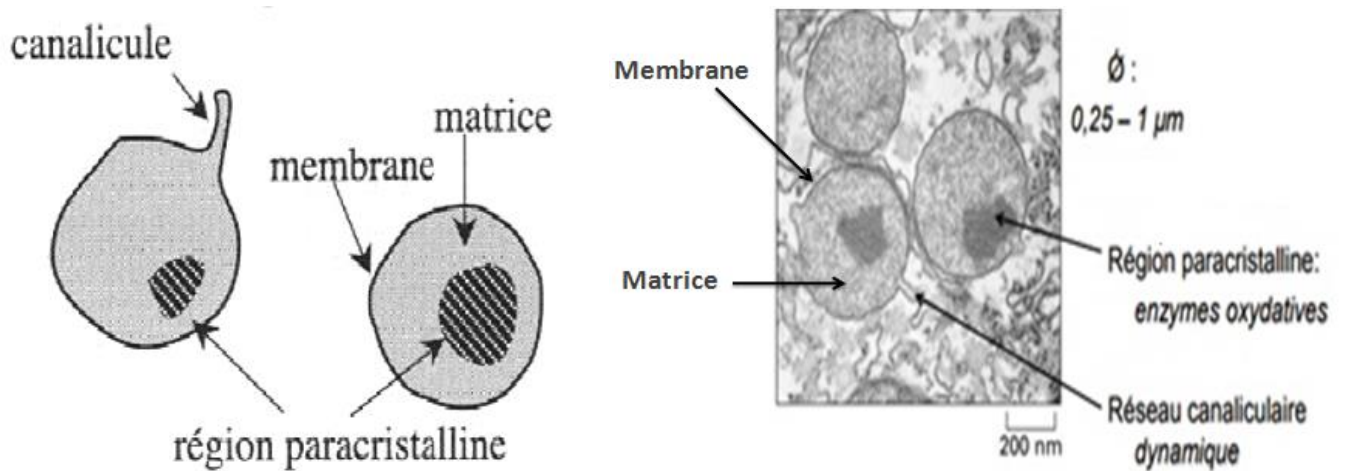 canalicule
matrice
membrane
région paracristalline
Membrane
Matrice
Ø :
0,25 – 1 µm
Région paracristalline:
enzymes oxydatives
Réseau canaliculaire
dynamique
200 nm